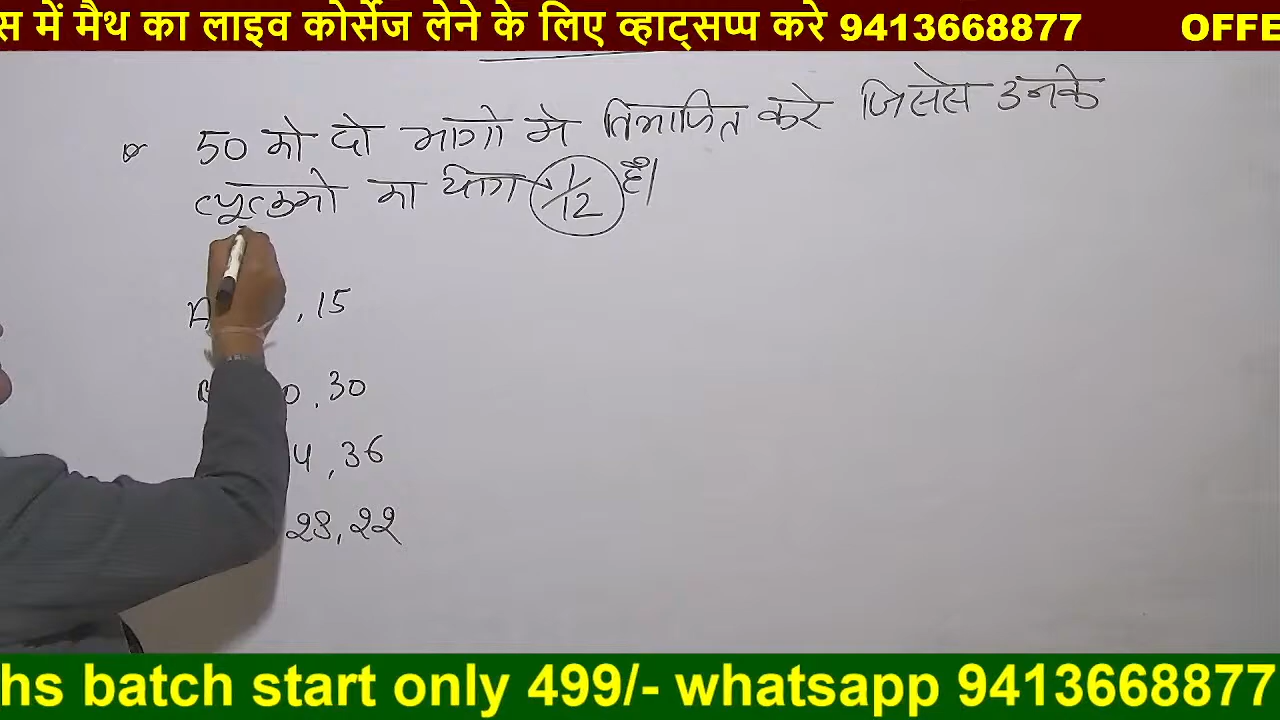 स में मैथ का लाइव कोर्सेज लेने के लिए व्हाट्सप्प करे 9413668877 OFFE
50 को दो भागो मे विभाजित करे जिससे उनके
व्युत्क्रमो का योग 1/12 है।
, 15
0, 30
4, 36
28, 22
hs batch start only 499/- whatsapp 9413668877